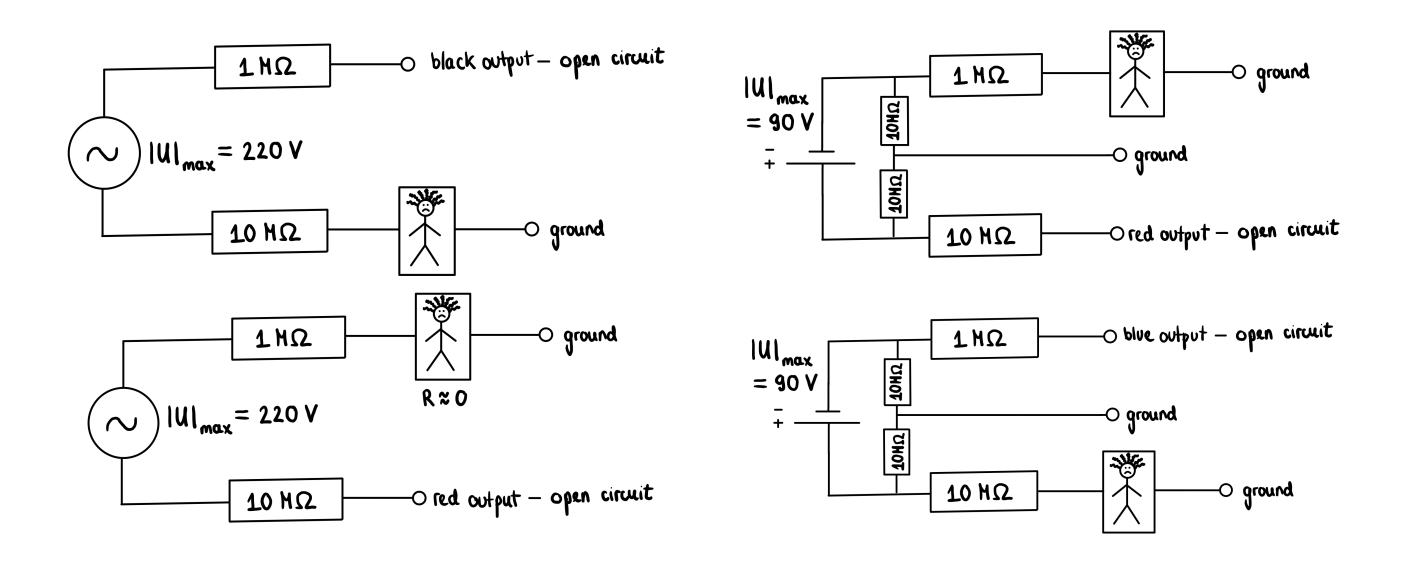 1 MΩ
black output – open circuit
|U|max = 220 V
10 MΩ
ground
1 MΩ
ground
R ≈ 0
|U|max = 220 V
10 MΩ
red output – open circuit
|U|max
= 90 V
–
+
10MΩ
10MΩ
1 MΩ
ground
ground
10 MΩ
red output – open circuit
|U|max
= 90 V
–
+
10MΩ
10MΩ
1 MΩ
blue output – open circuit
ground
10 MΩ
ground